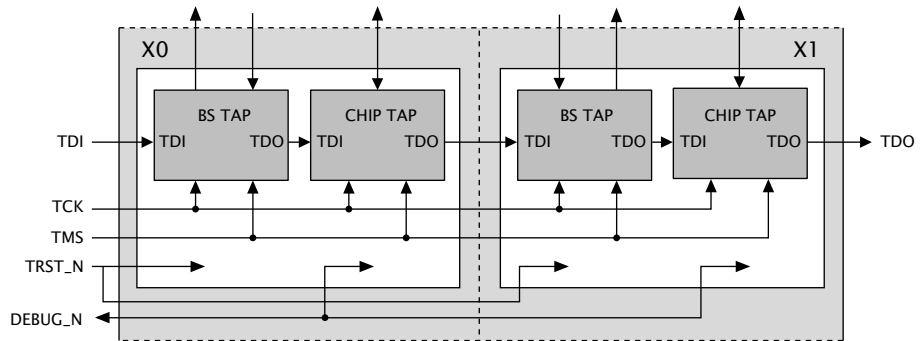 X0
X1
BS TAP
CHIP TAP
BS TAP
CHIP TAP
TDI
TDI
TDO
TDI
TDO
TDI
TDO
TDI
TDO
TDO
TCK
TMS
TRST_N
DEBUG_N